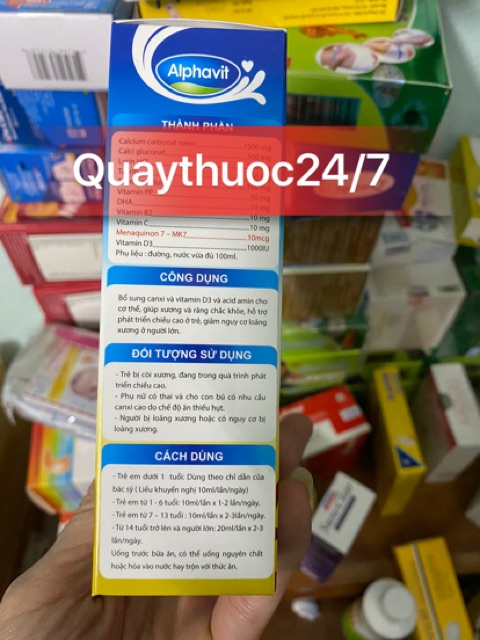 Alphavit
THÀNH PHẦN
Calcium carbonat nano 1500 mg
Calci gluconat 500 mg
Quaythuoc24/7
Vitamin PP
DHA 10 mg
Vitamin B2 10 mg
Vitamin C 10 mg
Menaquinon 7 – MK7 10mcg
Vitamin D3 1000IU
Phụ liệu : đường, nước vừa đủ 100ml.
CÔNG DỤNG
Bổ sung canxi và vitamin D3 và acid amin cho
cơ thể, giúp xương và răng chắc khỏe, hỗ trợ
phát triển chiều cao ở trẻ, giảm nguy cơ loãng
xương ở người lớn.
ĐỐI TƯỢNG SỬ DỤNG
- Trẻ bị còi xương, đang trong quá trình phát
triển chiều cao.
- Phụ nữ có thai và cho con bú có nhu cầu
canxi cao do chế độ ăn thiếu hụt.
- Người bị loãng xương hoặc có nguy cơ bị
loãng xương.
CÁCH DÙNG
- Trẻ em dưới 1 tuổi: Dùng theo chỉ dẫn của
bác sỹ ( Liều khuyến nghị 10ml/lần/ngày)
- Trẻ em từ 1 - 6 tuổi: 10ml/lần x 1-2 lần/ngày.
- Trẻ em từ 7 – 13 tuổi : 10ml/lần x 2-3lần/ngày.
- Từ 14 tuổi trở lên và người lớn: 20ml/lần x 2-3
lần/ngày.
Uống trước bữa ăn, có thể uống nguyên chất
hoặc hòa vào nước hay trộn với thức ăn.